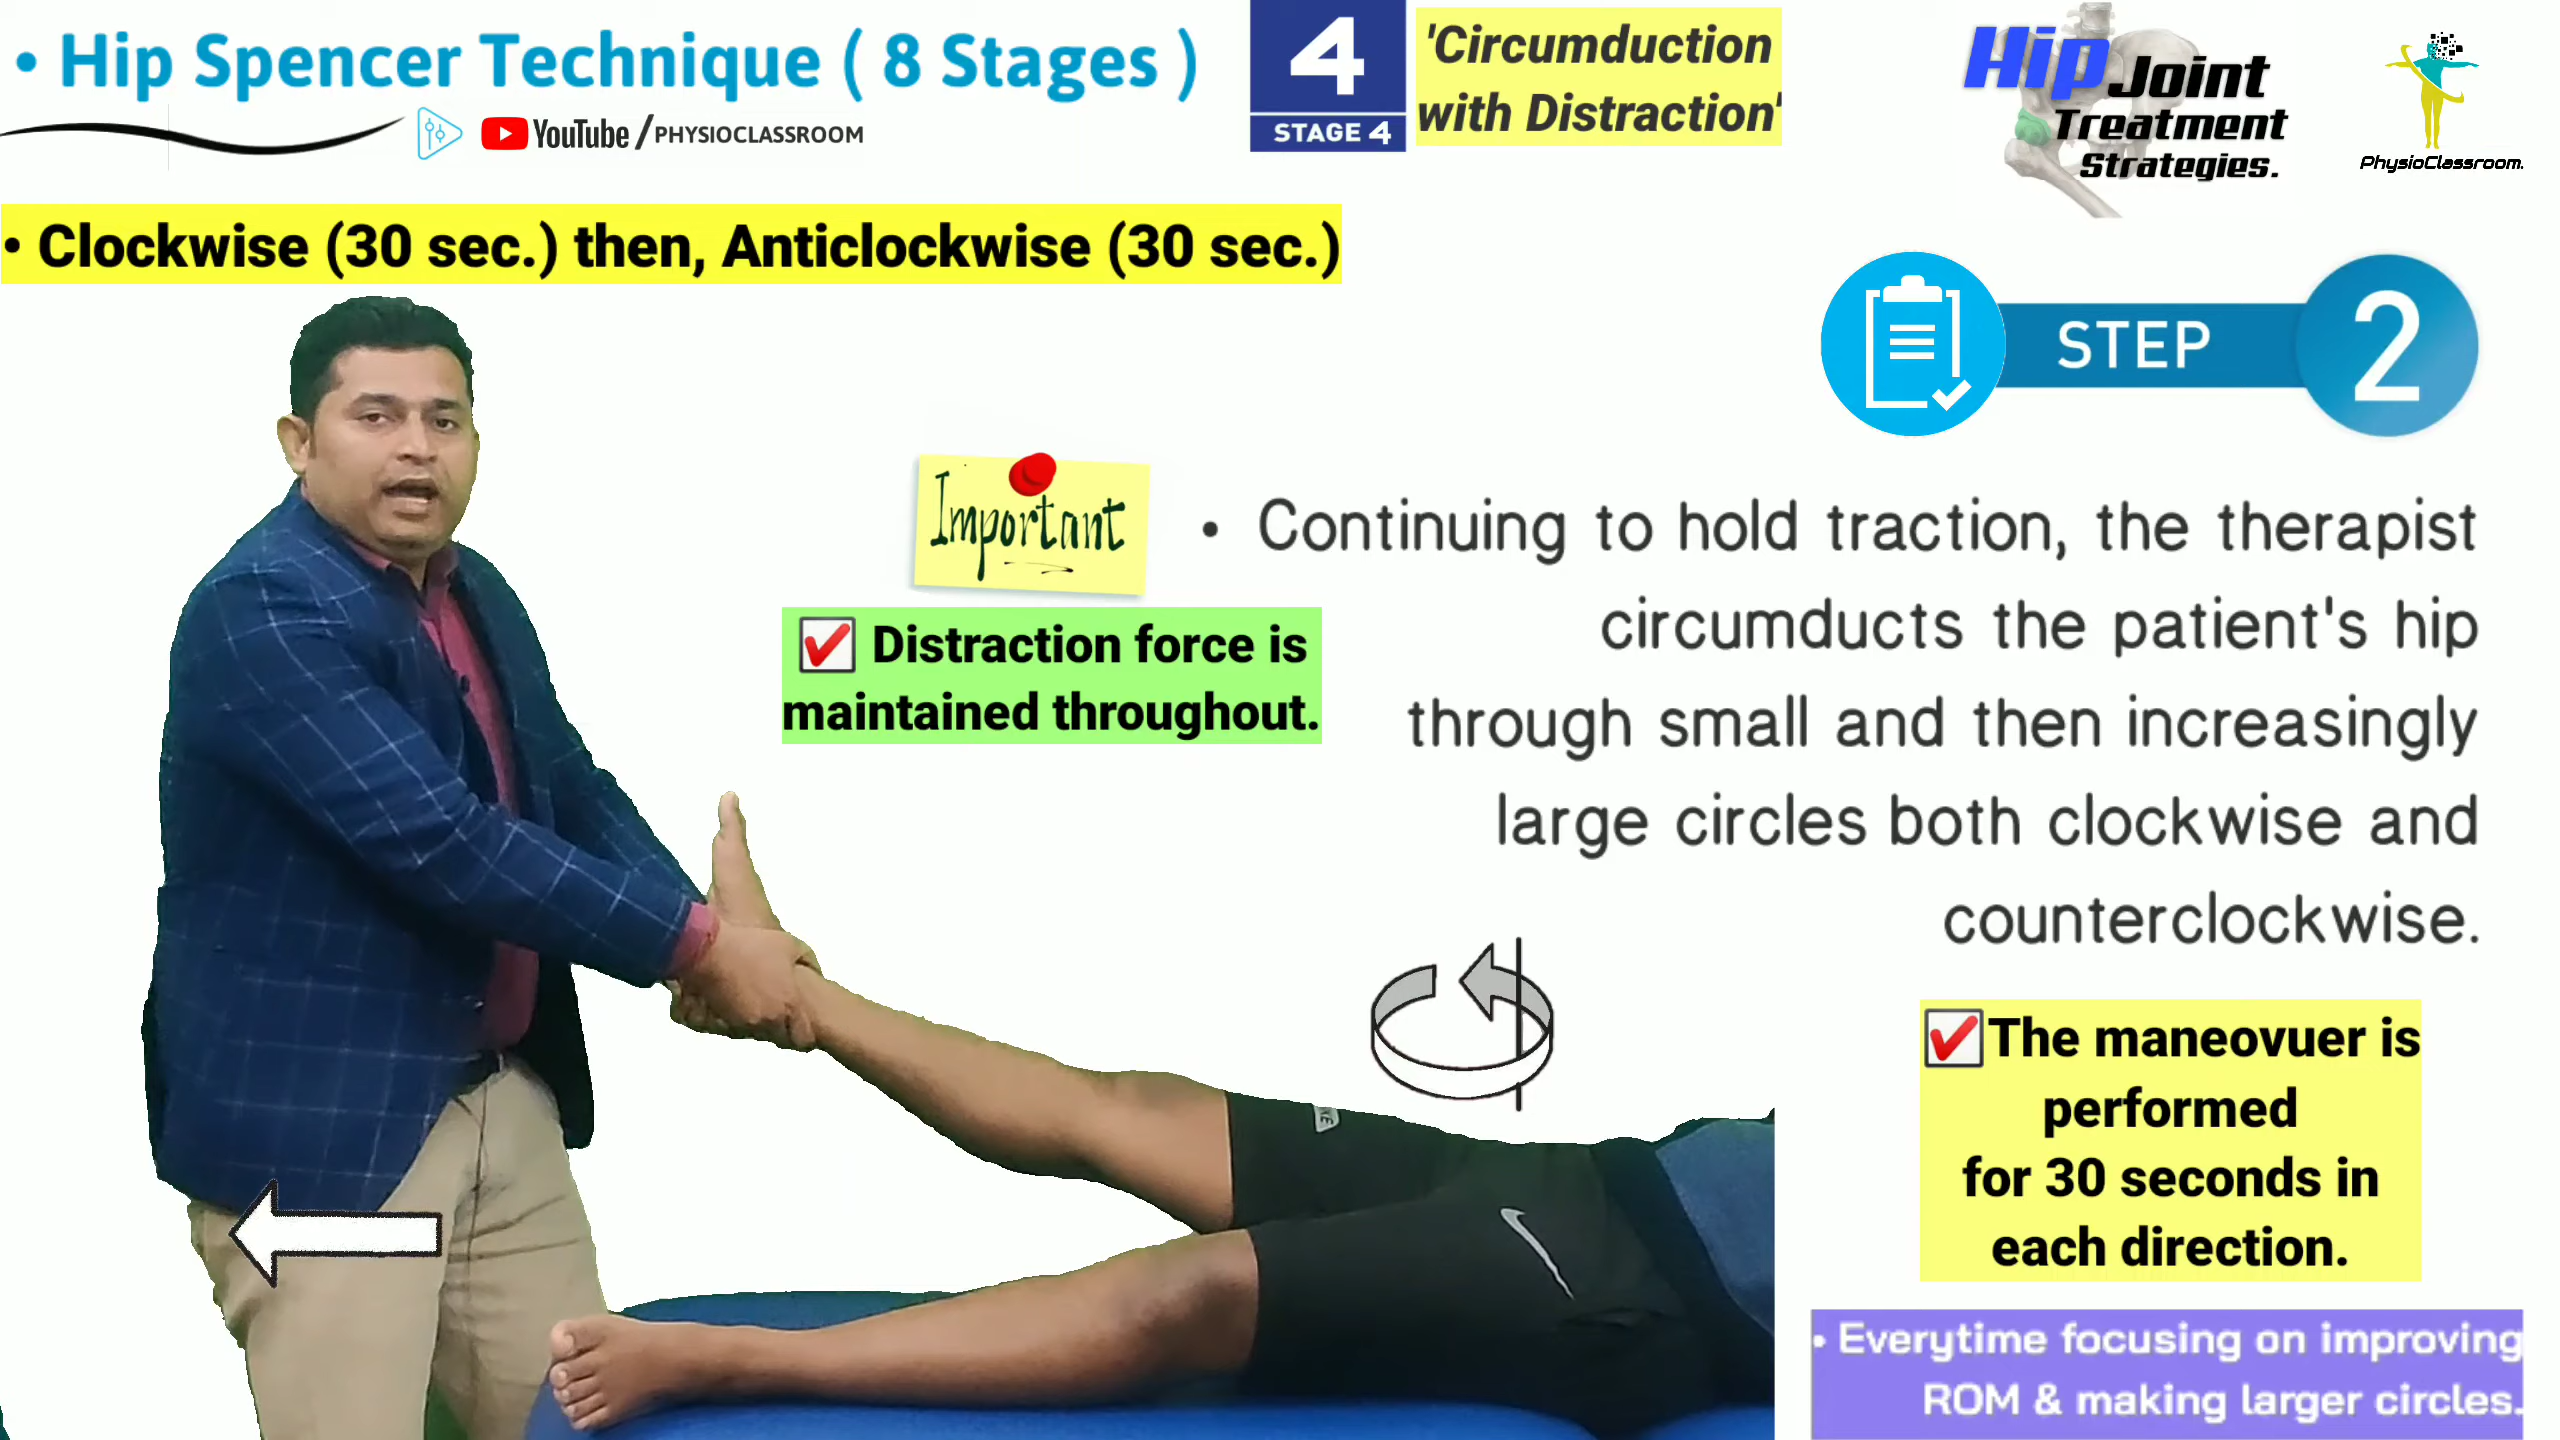 • Hip Spencer Technique ( 8 Stages )
YouTube / PHYSIOCLASSROOM
4
STAGE 4
'Circumduction
with Distraction'
Hip Joint
Treatment
Strategies.
PhysioClassroom.
• Clockwise (30 sec.) then, Anticlockwise (30 sec.)
STEP 2
Important
• Continuing to hold traction, the therapist
circumducts the patient's hip
through small and then increasingly
large circles both clockwise and
counterclockwise.
Distraction force is
maintained throughout.
The maneovuer is
performed
for 30 seconds in
each direction.
• Everytime focusing on improving
ROM & making larger circles.